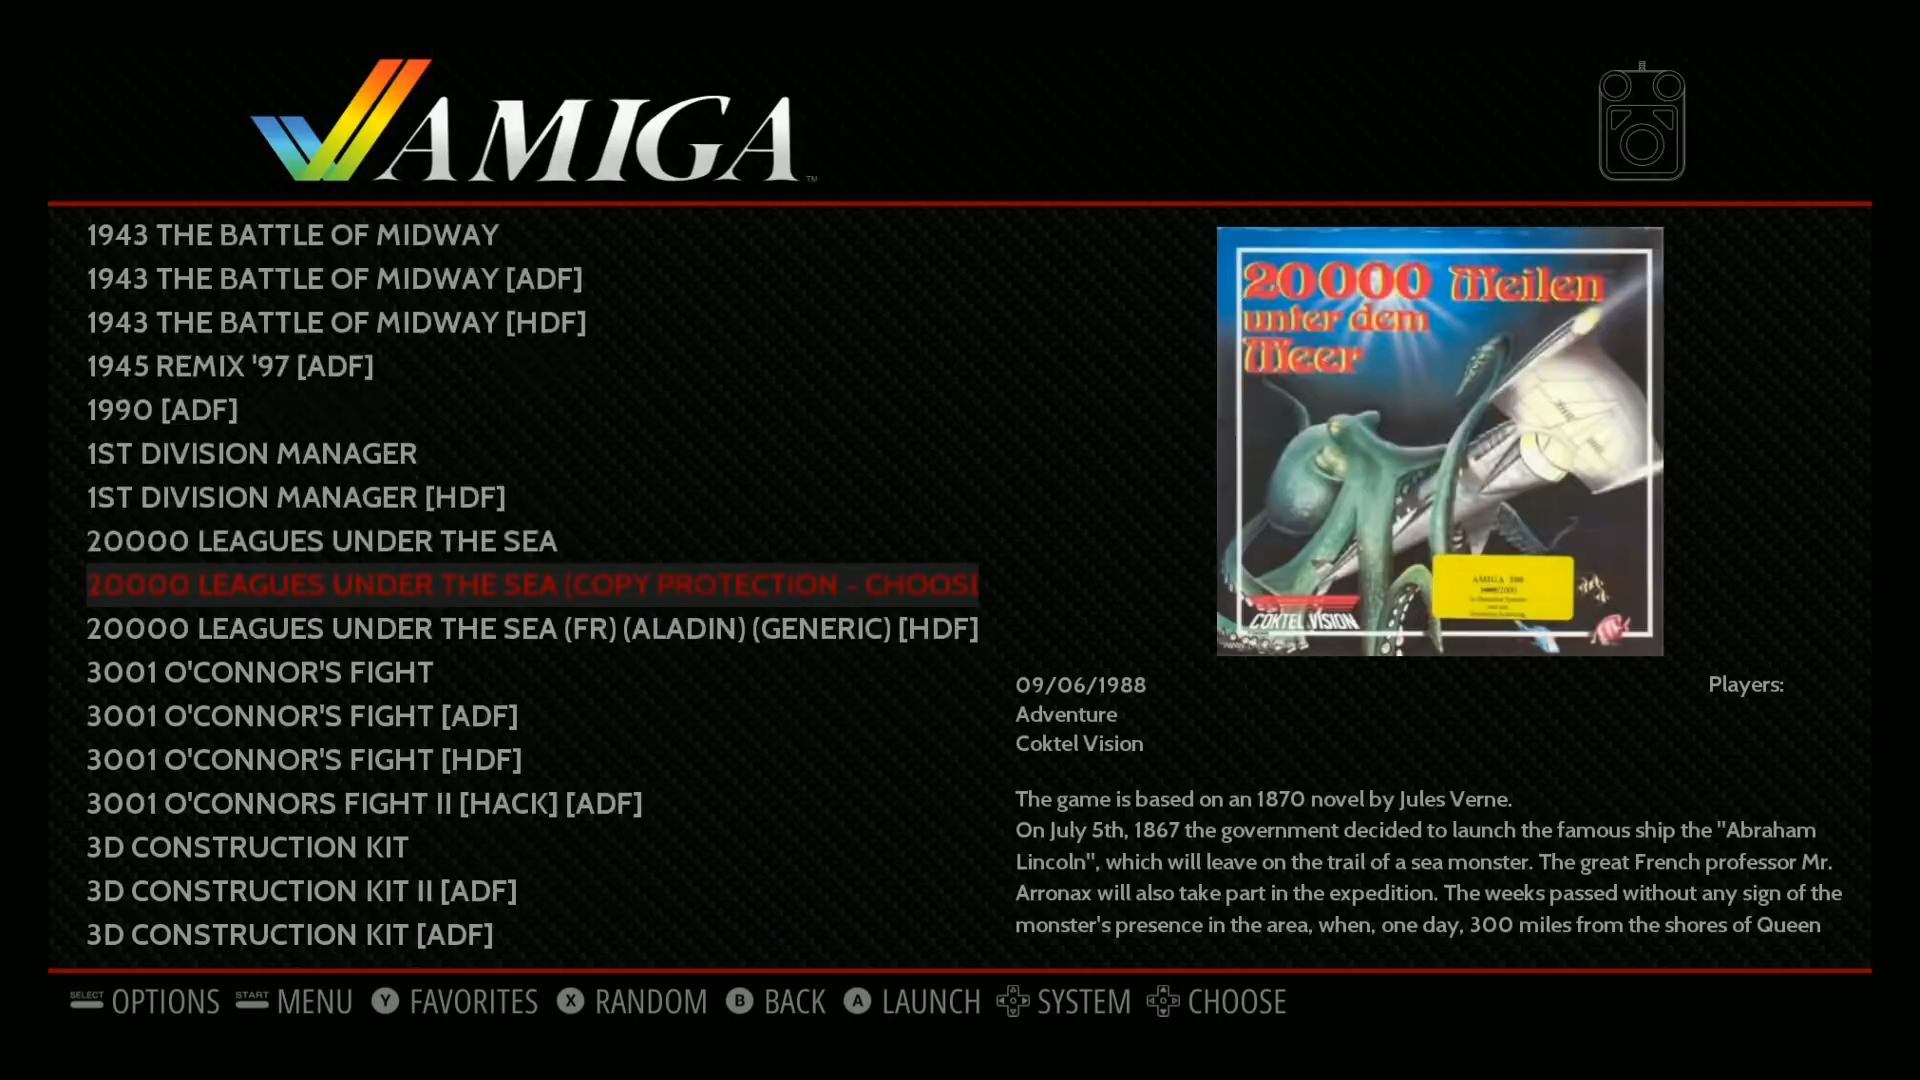 AMIGA
TM
1943 THE BATTLE OF MIDWAY
1943 THE BATTLE OF MIDWAY [ADF]
1943 THE BATTLE OF MIDWAY [HDF]
1945 REMIX '97 [ADF]
1990 [ADF]
1ST DIVISION MANAGER
1ST DIVISION MANAGER [HDF]
20000 LEAGUES UNDER THE SEA
20000 LEAGUES UNDER THE SEA (COPY PROTECTION - CHOOSE
20000 LEAGUES UNDER THE SEA (FR) (ALADIN) (GENERIC) [HDF]
3001 O'CONNOR'S FIGHT
3001 O'CONNOR'S FIGHT [ADF]
3001 O'CONNOR'S FIGHT [HDF]
3001 O'CONNORS FIGHT II [HACK] [ADF]
3D CONSTRUCTION KIT
3D CONSTRUCTION KIT II [ADF]
3D CONSTRUCTION KIT [ADF]
20000 Meilen
unter dem
Meer
AMIGA
COKTEL VISION
09/06/1988
Players:
Adventure
Coktel Vision
The game is based on an 1870 novel by Jules Verne.
On July 5th, 1867 the government decided to launch the famous ship the "Abraham
Lincoln", which will leave on the trail of a sea monster. The great French professor Mr.
Arronax will also take part in the expedition. The weeks passed without any sign of the
monster's presence in the area, when, one day, 300 miles from the shores of Queen
SELECT OPTIONS START MENU Y FAVORITES X RANDOM B BACK A LAUNCH SYSTEM CHOOSE